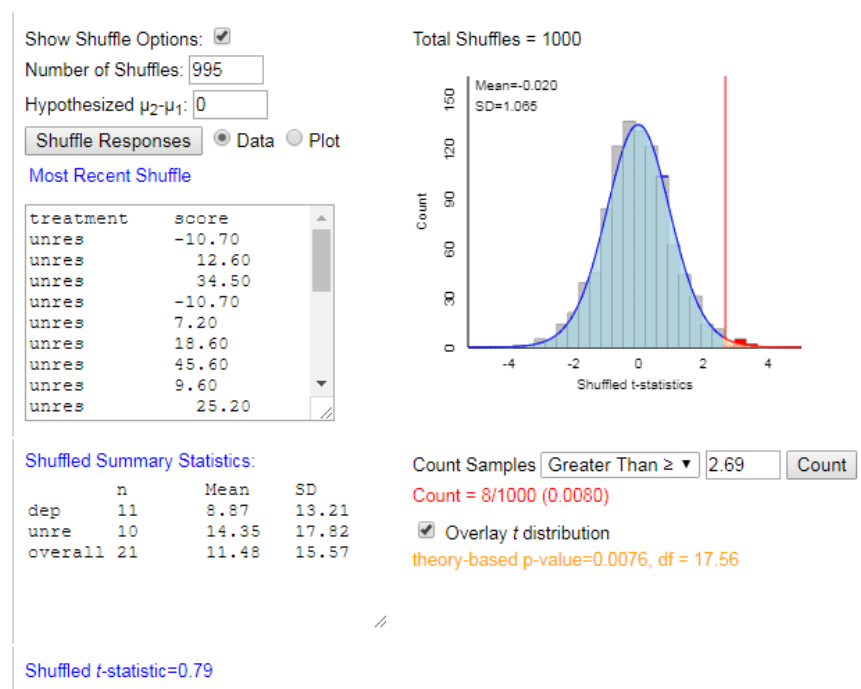 Show Shuffle Options:
Number of Shuffles: 995
Hypothesized μ2-μ1: 0
Shuffle Responses Data Plot
Most Recent Shuffle
treatment score
unres -10.70
unres 12.60
unres 34.50
unres -10.70
unres 7.20
unres 18.60
unres 45.60
unres 9.60
unres 25.20
Total Shuffles = 1000
Mean=-0.020
SD=1.065
Count
150
120
90
60
30
0
-4 -2 0 2 4
Shuffled t-statistics
Shuffled Summary Statistics:
n Mean SD
dep 11 8.87 13.21
unre 10 14.35 17.82
overall 21 11.48 15.57
Count Samples Greater Than ≥ 2.69 Count
Count = 8/1000 (0.0080)
Overlay t distribution
theory-based p-value=0.0076, df = 17.56
Shuffled t-statistic=0.79